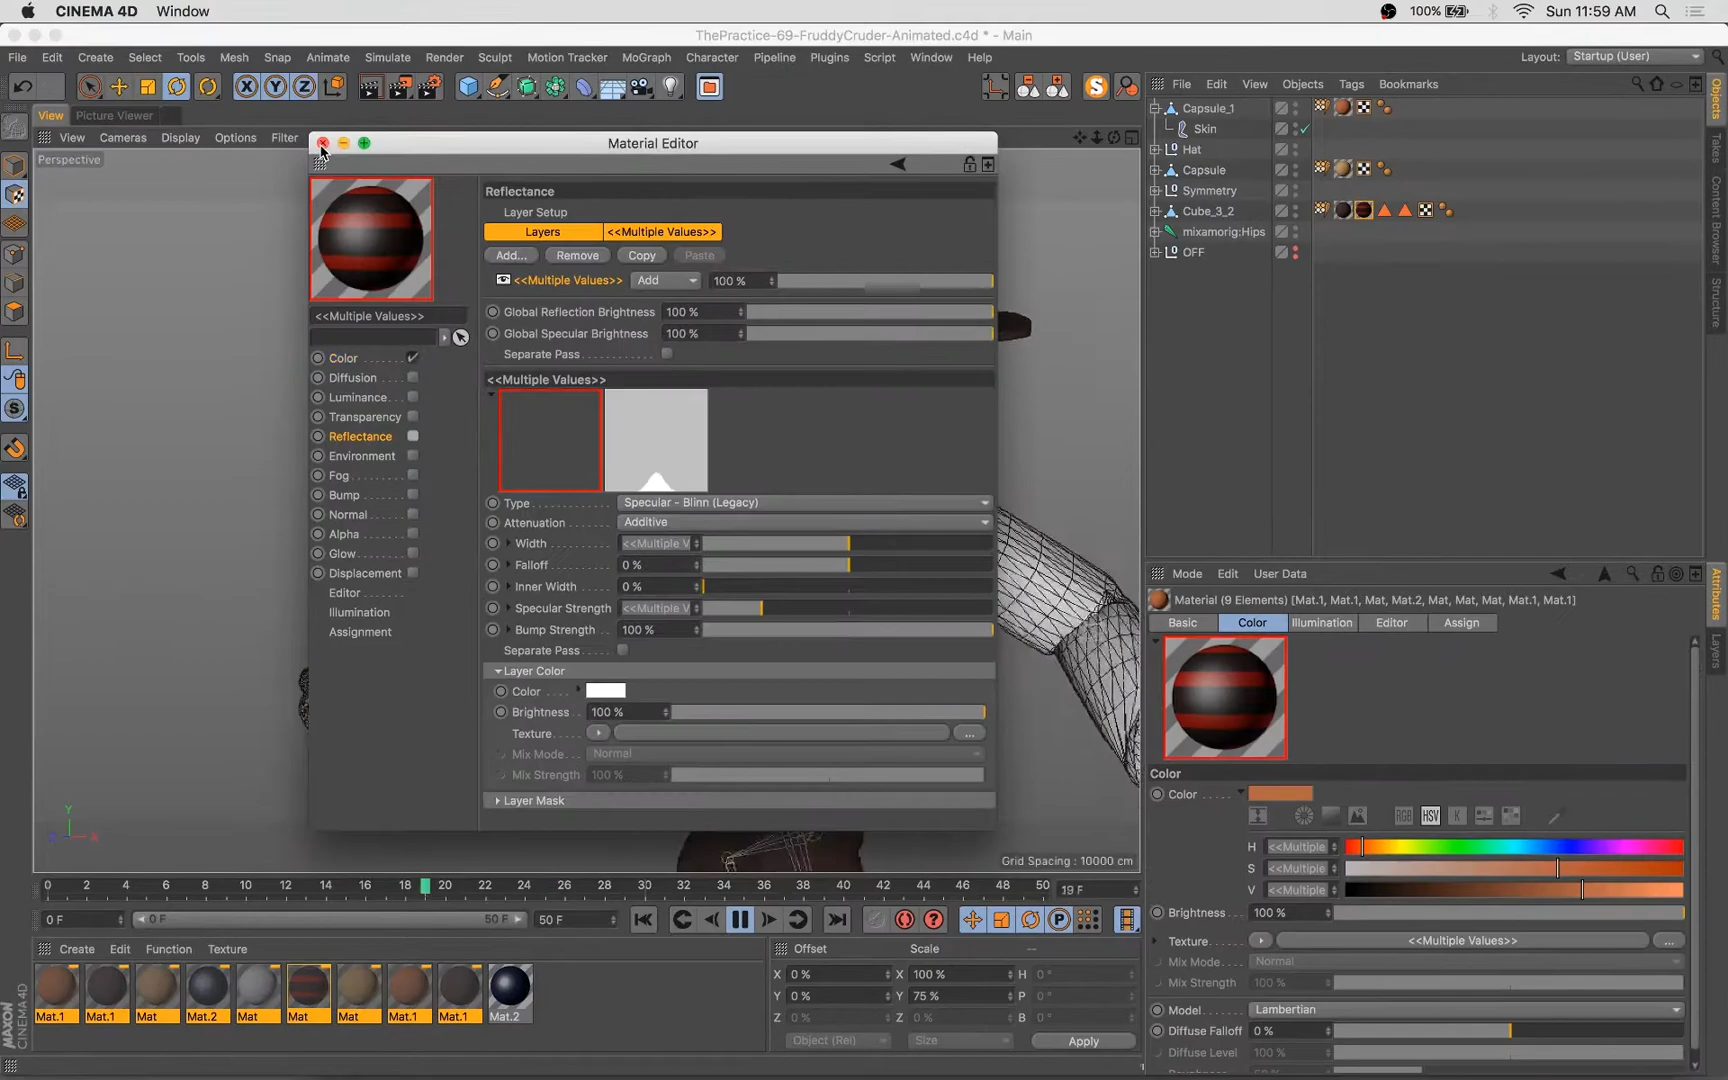 CINEMA 4D Window 100% Sun 11:59 AM
ThePractice-69-FruddyCruder-Animated.c4d * - Main
File Edit Create Select Tools Mesh Snap Animate Simulate Render Sculpt Motion Tracker MoGraph Character Pipeline Plugins Script Window Help Layout: Startup (User)
X Y Z S File Edit View Objects Tags Bookmarks
View Picture Viewer
View Cameras Display Options Filter
Perspective
Material Editor
Capsule_1
Skin
Hat
Capsule
Symmetry
Cube_3_2
mixamorig:Hips
OFF
Objects
Takes
Content Browser
Structure
Reflectance
Layer Setup
Layers <<Multiple Values>>
Add... Remove Copy Paste
<<Multiple Values>> Add 100 %
Global Reflection Brightness 100 %
Global Specular Brightness 100 %
Separate Pass
<<Multiple Values>>
<<Multiple Values>>
Color
Diffusion
Luminance
Transparency
Reflectance
Environment
Fog
Bump
Normal
Alpha
Glow
Displacement
Editor
Illumination
Assignment
Type Specular - Blinn (Legacy)
Attenuation Additive
Width <<Multiple V
Falloff 0 %
Inner Width 0 %
Specular Strength <<Multiple V
Bump Strength 100 %
Separate Pass
Layer Color
Color
Brightness 100 %
Texture ...
Mix Mode Normal
Mix Strength 100 %
Layer Mask
Y
X
Z
Grid Spacing : 10000 cm
Mode Edit User Data
Material (9 Elements) [Mat.1, Mat.1, Mat, Mat.2, Mat, Mat, Mat, Mat.1, Mat.1]
Basic Color Illumination Editor Assign
Attributes
Layers
Color
Color
RGB HSV K
H <<Multiple
S <<Multiple
V <<Multiple
Brightness 100 %
Texture <<Multiple Values>> ...
Mix Mode Normal
Mix Strength 100 %
Model Lambertian
Diffuse Falloff 0 %
Diffuse Level 100 %
0 2 4 6 8 10 12 14 16 18 20 22 24 26 28 30 32 34 36 38 40 42 44 46 48 50 19 F
0 F 0 F 50 F 50 F P
Create Edit Function Texture
Mat.1 Mat.1 Mat Mat.2 Mat Mat Mat Mat.1 Mat.1 Mat.2
Offset Scale --
X 0 % X 100 % H 0 °
Y 0 % Y 75 % P 0 °
Z 0 % Z 0 % B 0 °
Object (Rel) Size Apply
MAXON
CINEMA 4D